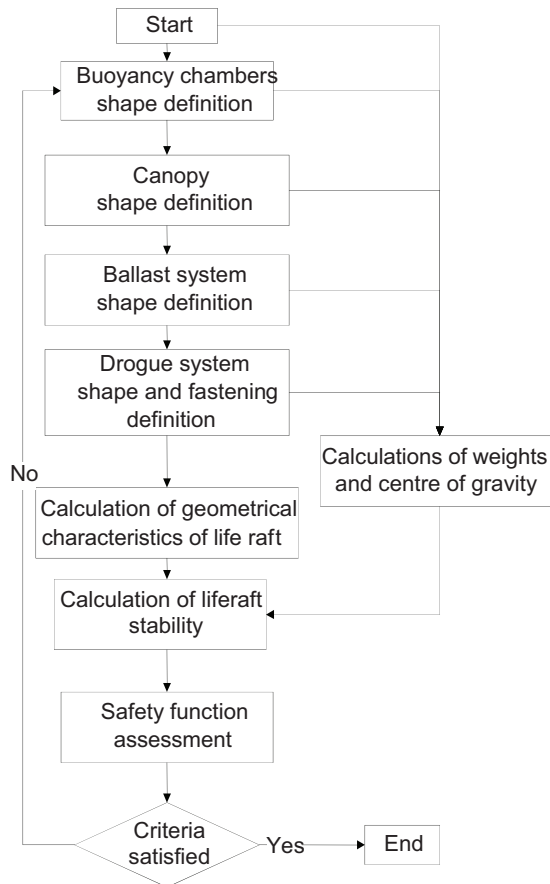 Start
Buoyancy chambers
shape definition
Canopy
shape definition
Ballast system
shape definition
Drogue system
shape and fastening
definition
Calculations of weights
and centre of gravity
No
Calculation of geometrical
characteristics of life raft
Calculation of liferaft
stability
Safety function
assessment
Criteria
satisfied
Yes
End